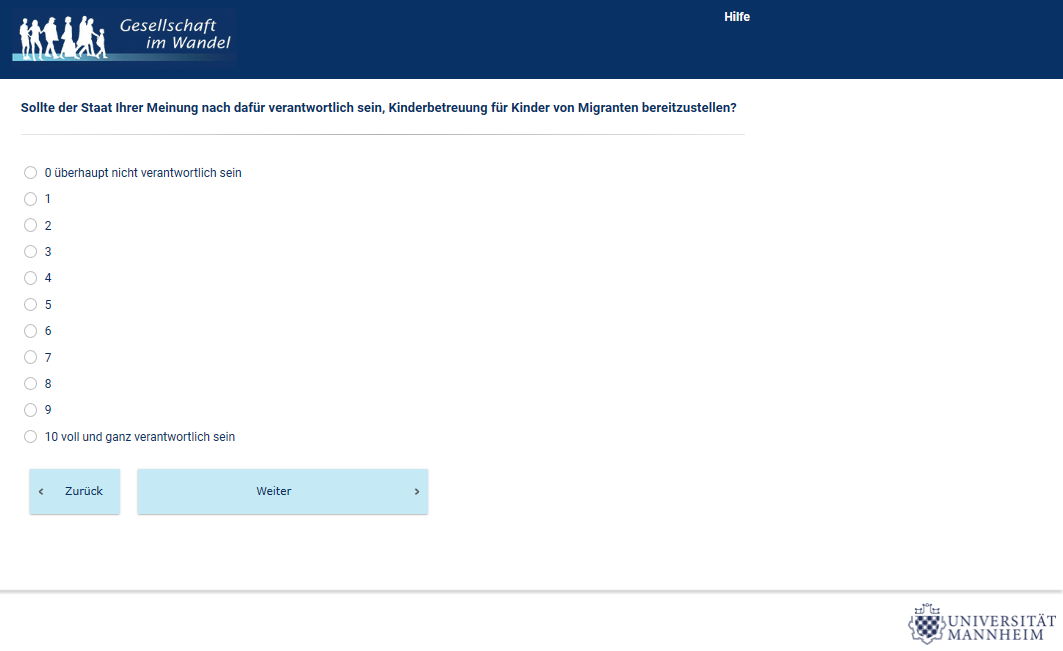 Gesellschaft
im Wandel
Hilfe
Sollte der Staat Ihrer Meinung nach dafür verantwortlich sein, Kinderbetreuung für Kinder von Migranten bereitzustellen?
0 überhaupt nicht verantwortlich sein
1
2
3
4
5
6
7
8
9
10 voll und ganz verantwortlich sein
‹ Zurück
Weiter ›
UNIVERSITÄT
MANNHEIM